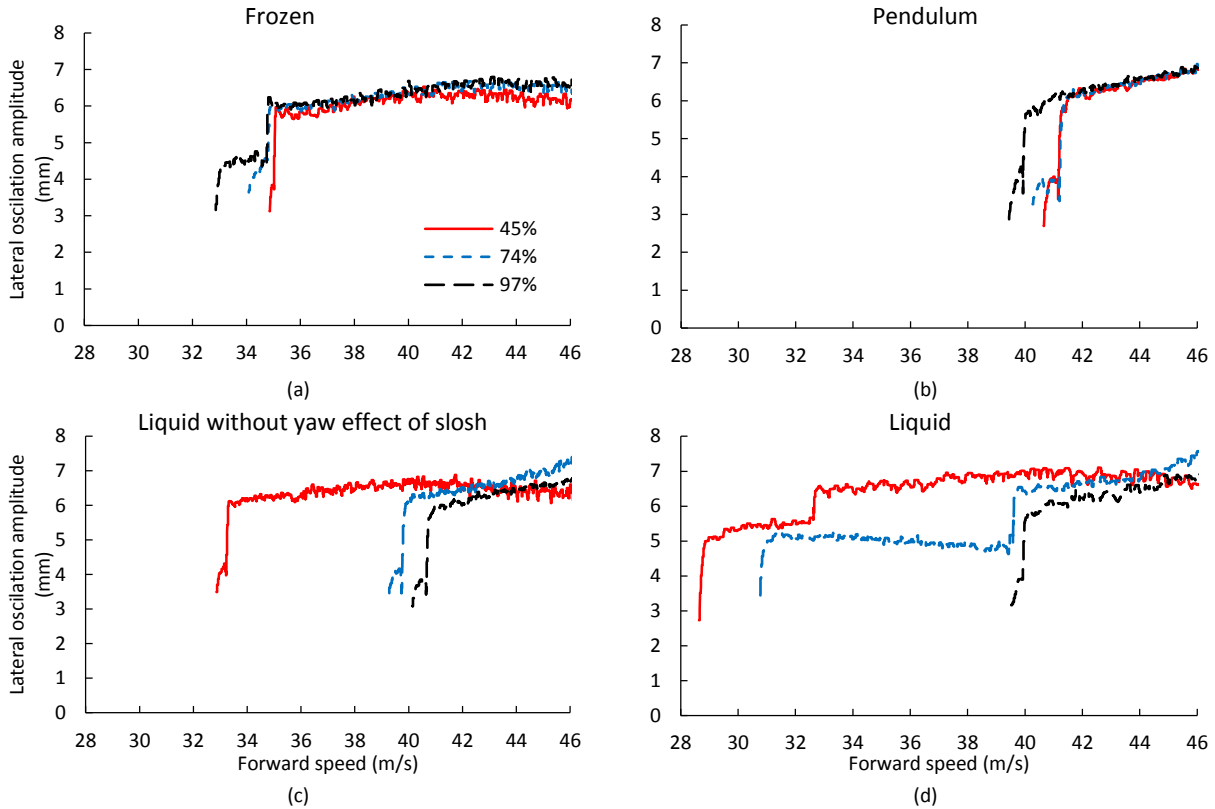 Frozen
Pendulum
Lateral oscilation amplitude
(mm)
8
7
6
5
4
3
2
1
0
45%
74%
97%
28 30 32 34 36 38 40 42 44 46
(a)
8
7
6
5
4
3
2
1
0
28 30 32 34 36 38 40 42 44 46
(b)
Liquid without yaw effect of slosh
Liquid
Lateral oscilation amplitude
(mm)
8
7
6
5
4
3
2
1
0
28 30 32 34 36 38 40 42 44 46
Forward speed (m/s)
(c)
8
7
6
5
4
3
2
1
0
28 30 32 34 36 38 40 42 44 46
Forward speed (m/s)
(d)